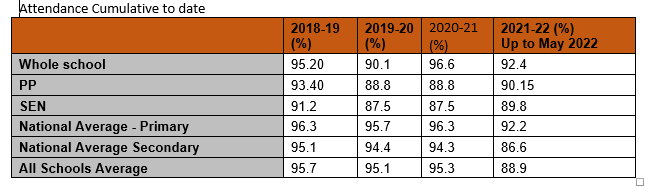 Attendance Cumulative to date
2018-19 (%) 2019-20 (%) 2020-21 (%) 2021-22 (%) Up to May 2022
Whole school 95.20 90.1 96.6 92.4
PP 93.40 88.8 88.8 90.15
SEN 91.2 87.5 87.5 89.8
National Average - Primary 96.3 95.7 96.3 92.2
National Average Secondary 95.1 94.4 94.3 86.6
All Schools Average 95.7 95.1 95.3 88.9